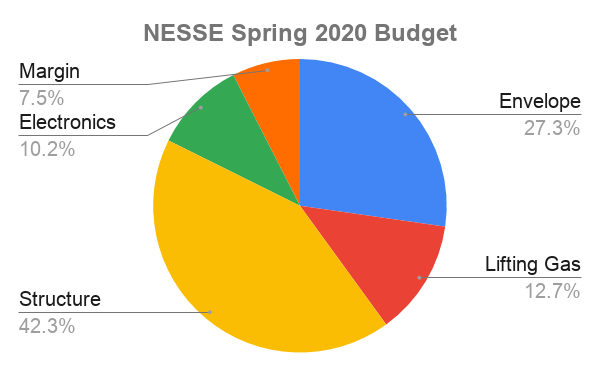 NESSE Spring 2020 Budget
Margin
7.5%
Electronics
10.2%
Envelope
27.3%
Lifting Gas
12.7%
Structure
42.3%